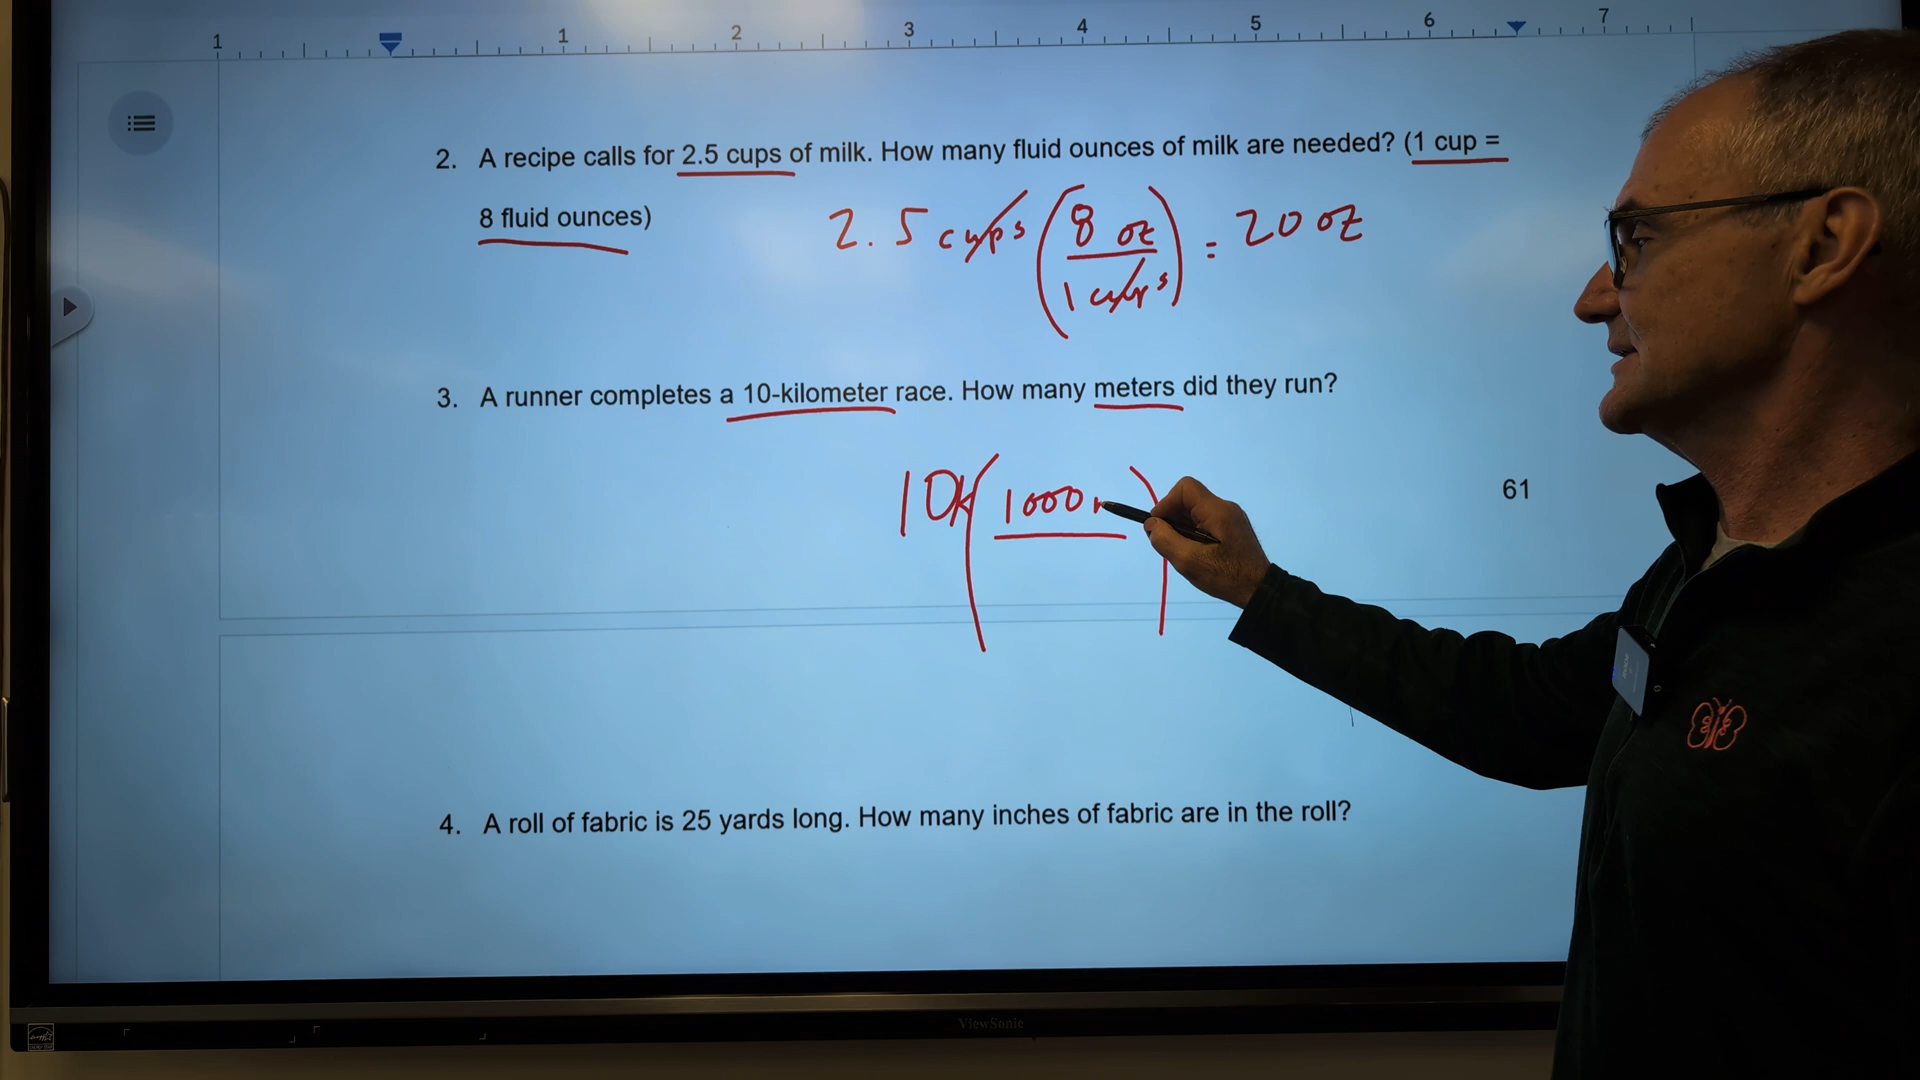 1 1 2 3 4 5 6 7
2. A recipe calls for 2.5 cups of milk. How many fluid ounces of milk are needed? (1 cup =
8 fluid ounces)
2.5 cups (8 oz / 1 cups) = 20 oz
3. A runner completes a 10-kilometer race. How many meters did they run?
10k (1000
61
4. A roll of fabric is 25 yards long. How many inches of fabric are in the roll?
ViewSonic